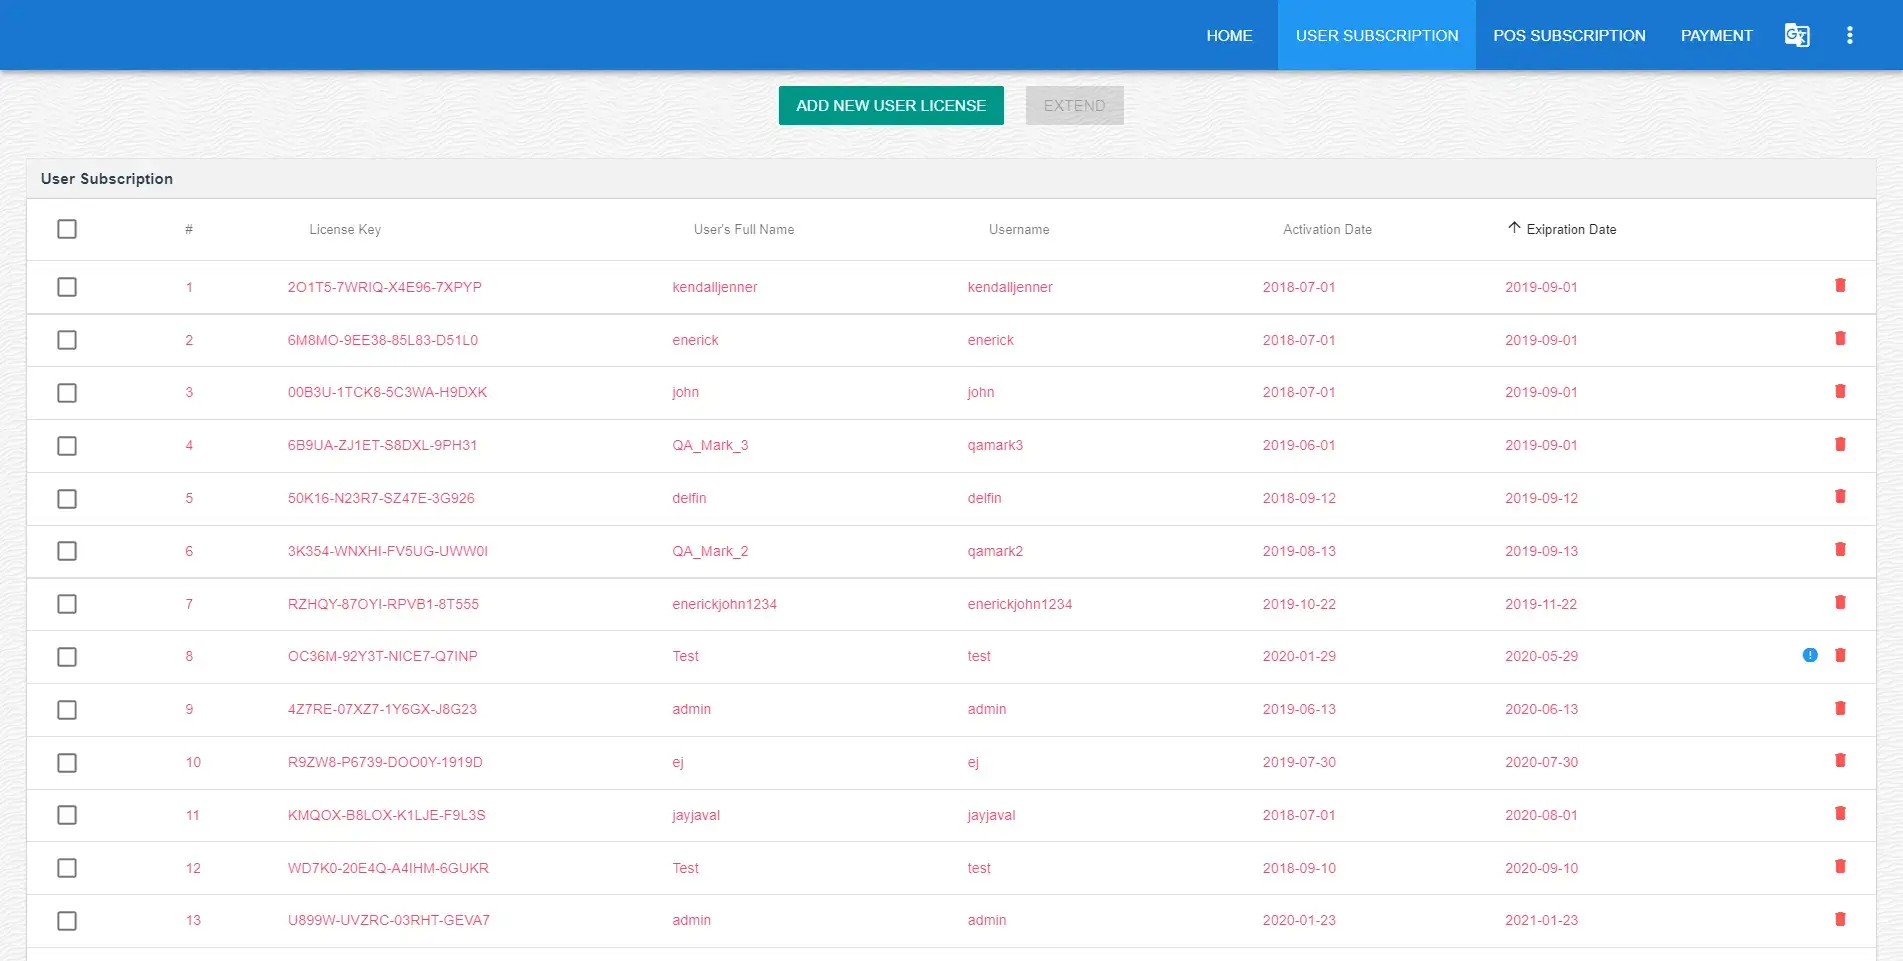 HOME USER SUBSCRIPTION POS SUBSCRIPTION PAYMENT G
ADD NEW USER LICENSE EXTEND
User Subscription
# License Key User's Full Name Username Activation Date Exipration Date
1 2O1T5-7WRIQ-X4E96-7XPYP kendalljenner kendalljenner 2018-07-01 2019-09-01
2 6M8MO-9EE38-85L83-D51L0 enerick enerick 2018-07-01 2019-09-01
3 00B3U-1TCK8-5C3WA-H9DXK john john 2018-07-01 2019-09-01
4 6B9UA-ZJ1ET-S8DXL-9PH31 QA_Mark_3 qamark3 2019-06-01 2019-09-01
5 50K16-N23R7-SZ47E-3G926 delfin delfin 2018-09-12 2019-09-12
6 3K354-WNXHI-FV5UG-UWW0I QA_Mark_2 qamark2 2019-08-13 2019-09-13
7 RZHQY-87OYI-RPVB1-8T555 enerickjohn1234 enerickjohn1234 2019-10-22 2019-11-22
8 OC36M-92Y3T-NICE7-Q7INP Test test 2020-01-29 2020-05-29
9 4Z7RE-07XZ7-1Y6GX-J8G23 admin admin 2019-06-13 2020-06-13
10 R9ZW8-P6739-DOO0Y-1919D ej ej 2019-07-30 2020-07-30
11 KMQOX-B8LOX-K1LJE-F9L3S jayjaval jayjaval 2018-07-01 2020-08-01
12 WD7K0-20E4Q-A4IHM-6GUKR Test test 2018-09-10 2020-09-10
13 U899W-UVZRC-03RHT-GEVA7 admin admin 2020-01-23 2021-01-23